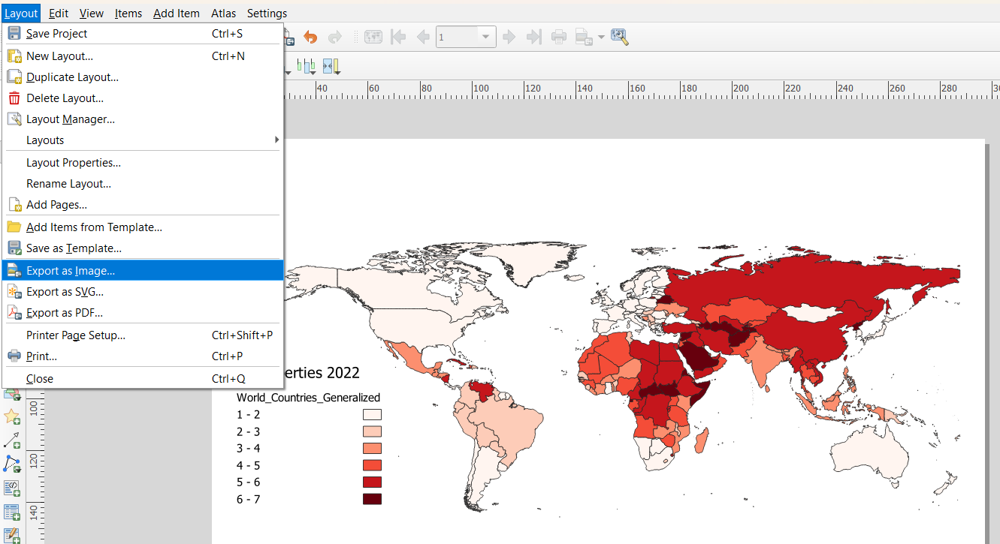 Layout Edit View Items Add Item Atlas Settings
Save Project Ctrl+S
1
New Layout... Ctrl+N
Duplicate Layout...
40 60 80 100 120 140 160 180 200 220 240 260 280
Delete Layout...
Layout Manager...
Layouts
Layout Properties...
Rename Layout...
Add Pages...
Add Items from Template...
Save as Template...
Export as Image...
Export as SVG...
Export as PDF...
Printer Page Setup... Ctrl+Shift+P
Print... Ctrl+P
Close Ctrl+Q
erties 2022
World_Countries_Generalized
1 - 2
2 - 3
3 - 4
4 - 5
5 - 6
6 - 7
100
120
140